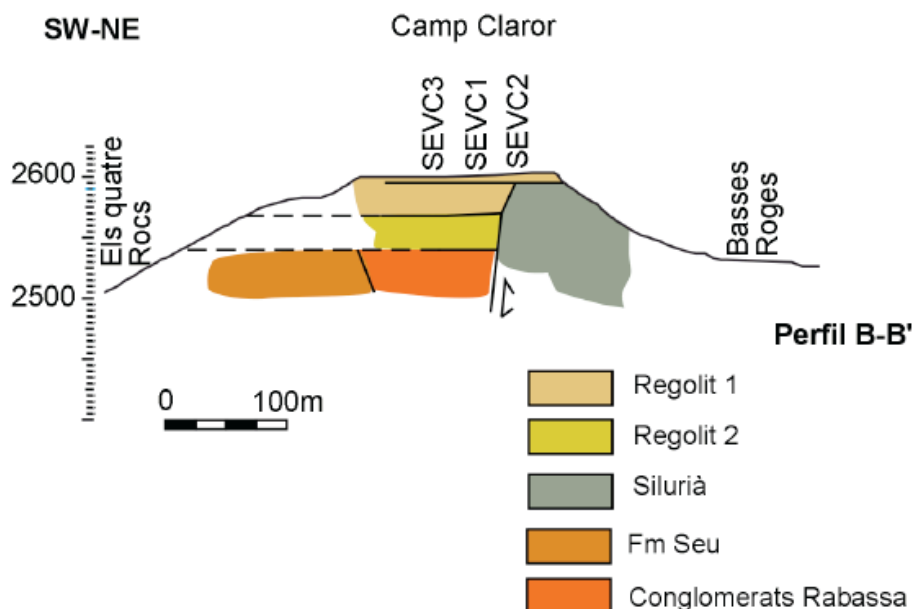 SW-NE
Camp Claror
SEVC3
SEVC1
SEVC2
2600
2500
Els quatre
Rocs
Basses
Roges
Perfil B-B'
0 100m
Regolit 1
Regolit 2
Silurià
Fm Seu
Conglomerats Rabassa